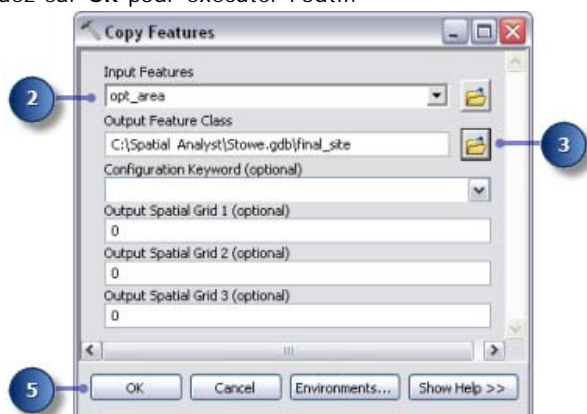 Copy Features
Input Features
2
opt_area
Output Feature Class
C:\Spatial Analyst\Stowe.gdb\final_site
3
Configuration Keyword (optional)
Output Spatial Grid 1 (optional)
0
Output Spatial Grid 2 (optional)
0
Output Spatial Grid 3 (optional)
0
5
OK
Cancel
Environments...
Show Help >>